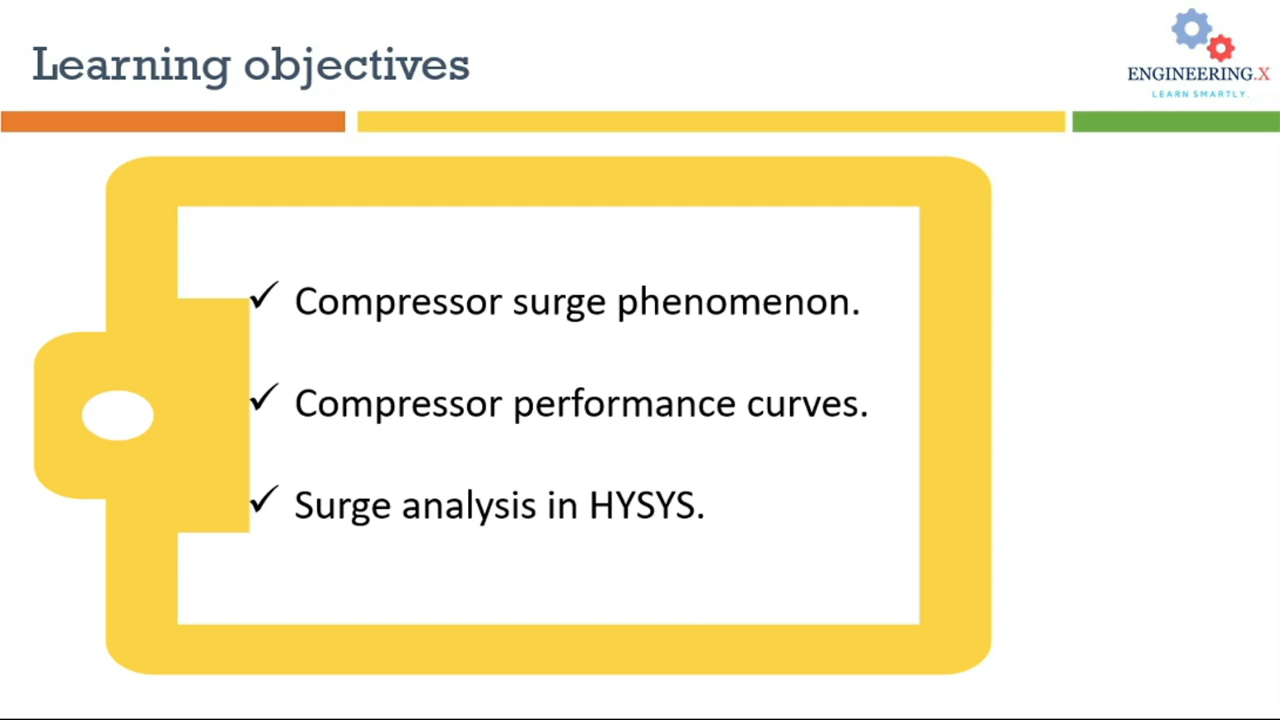 Learning objectives
ENGINEERING.X
LEARN SMARTLY.
✓ Compressor surge phenomenon.
✓ Compressor performance curves.
✓ Surge analysis in HYSYS.